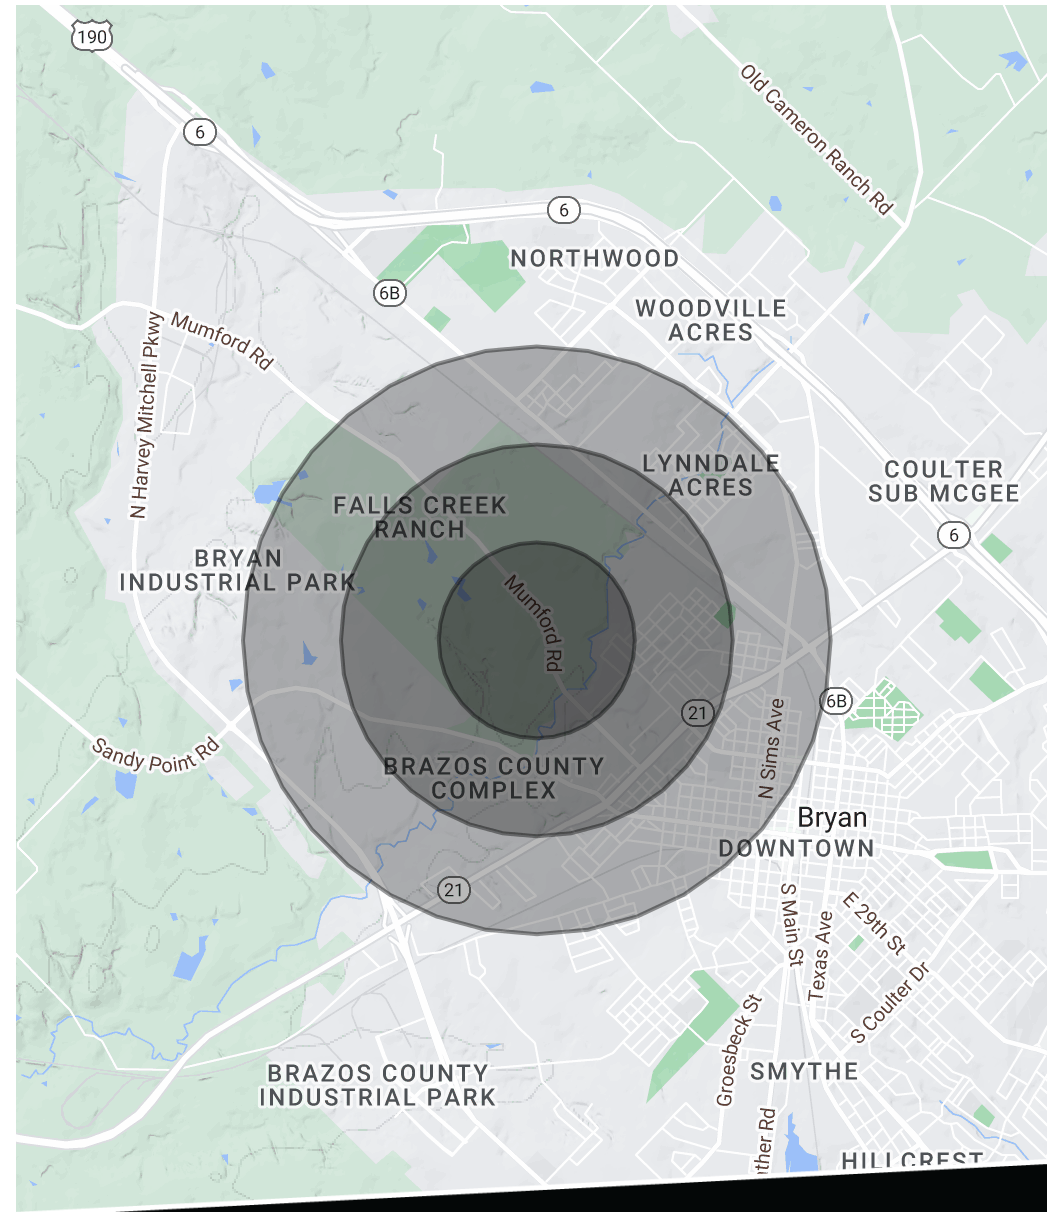 190
6
Old Cameron Ranch Rd
6
NORTHWOOD
6B
WOODVILLE
ACRES
Mumford Rd
N Harvey Mitchell Pkwy
LYNNDALE
ACRES
COULTER
SUB MCGEE
FALLS CREEK
RANCH
6
BRYAN
INDUSTRIAL PARK
Mumford Rd
6B
21
N Sims Ave
Sandy Point Rd
BRAZOS COUNTY
COMPLEX
Bryan
DOWNTOWN
21
S Main St
E 29th St
Texas Ave
S Coulter Dr
Groesbeck St
SMYTHE
BRAZOS COUNTY
INDUSTRIAL PARK
ther Rd
HILLCREST